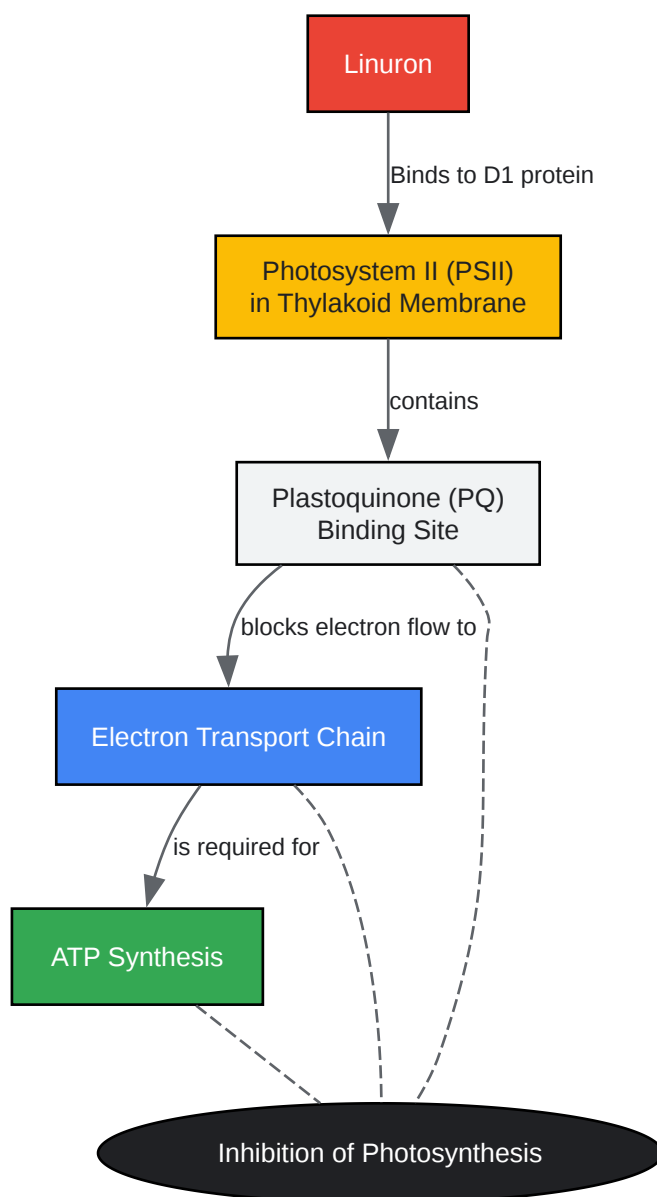 Linuron
Binds to D1 protein
Photosystem II (PSII)
in Thylakoid Membrane
contains
Plastoquinone (PQ)
Binding Site
blocks electron flow to
Electron Transport Chain
is required for
ATP Synthesis
Inhibition of Photosynthesis